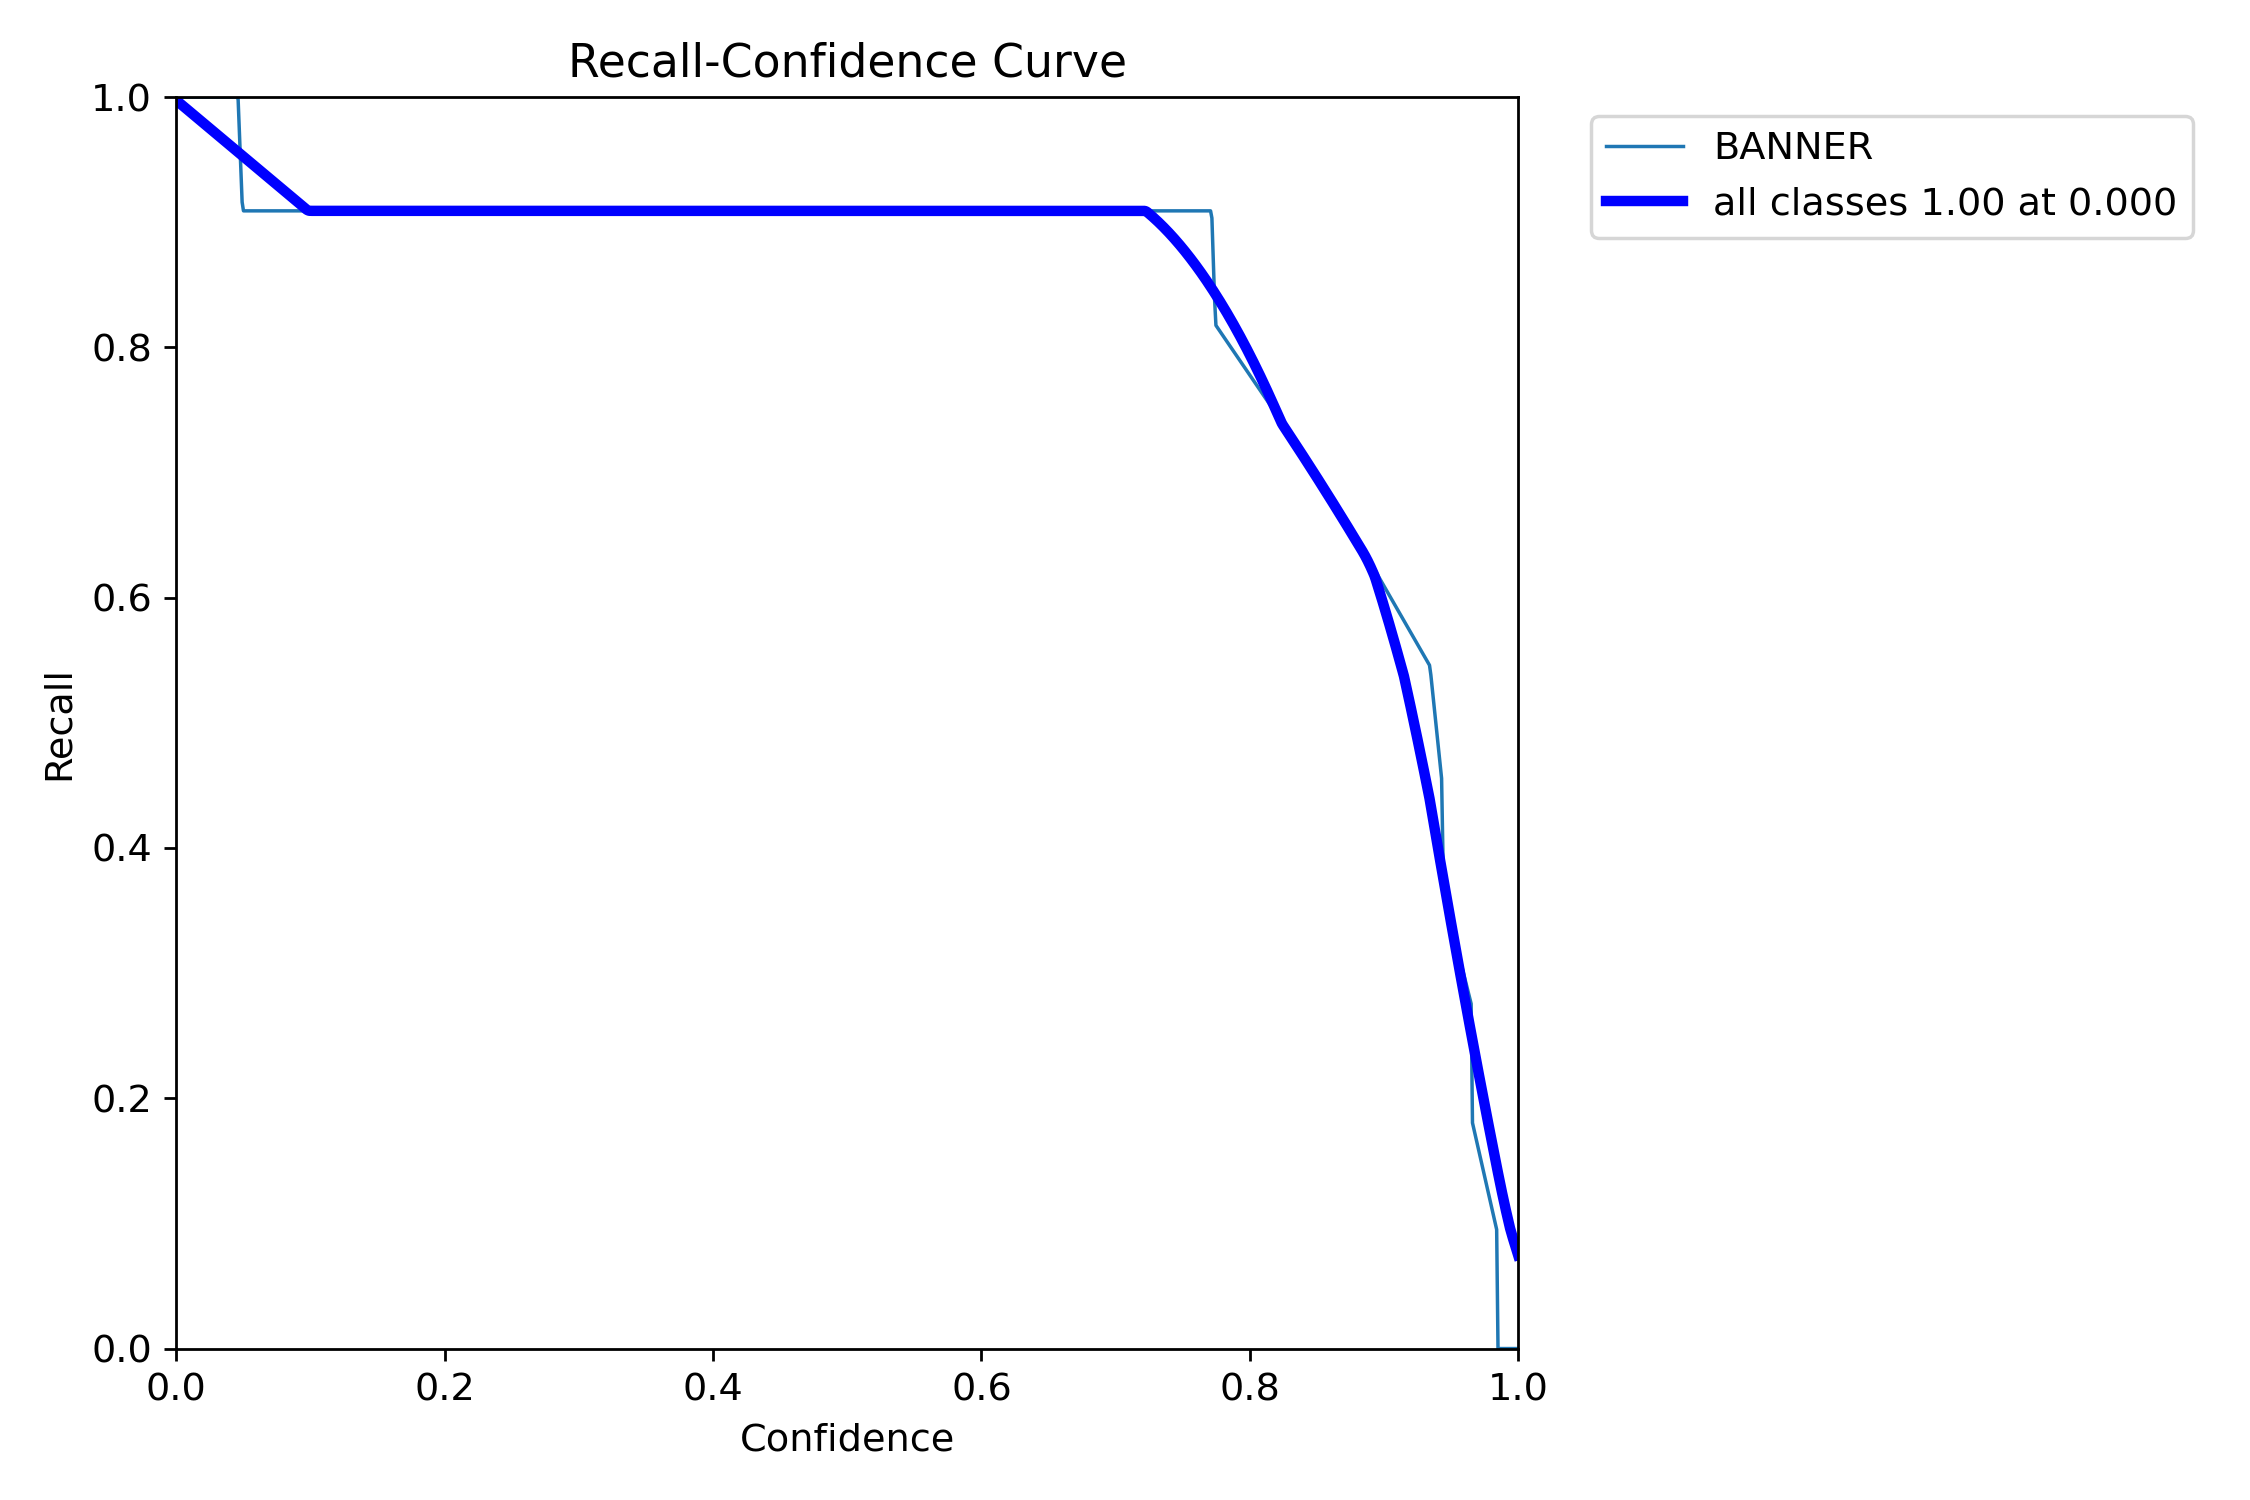 Recall-Confidence Curve
BANNER
all classes 1.00 at 0.000
1.0
0.8
0.6
0.4
0.2
0.0
Recall
0.0 0.2 0.4 0.6 0.8 1.0
Confidence